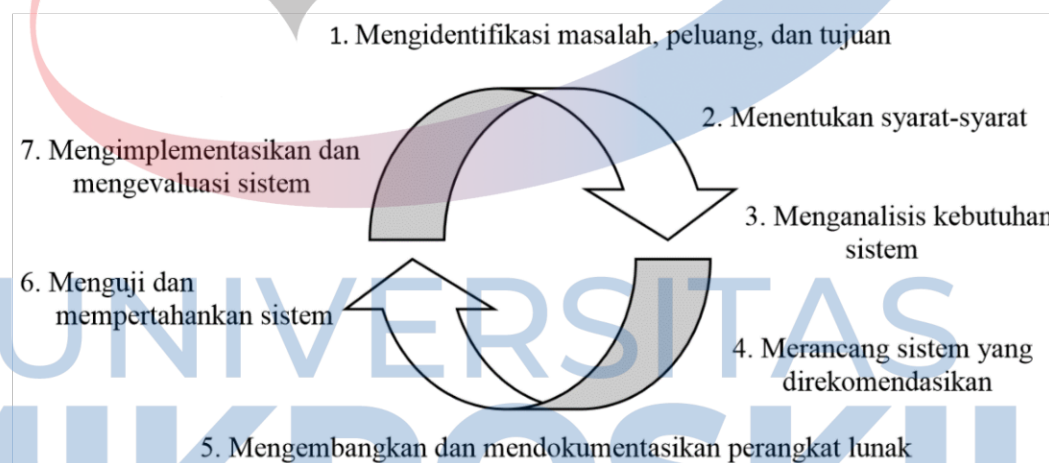 1. Mengidentifikasi masalah, peluang, dan tujuan
2. Menentukan syarat-syarat
3. Menganalisis kebutuhan
sistem
4. Merancang sistem yang
direkomendasikan
5. Mengembangkan dan mendokumentasikan perangkat lunak
6. Menguji dan
mempertahankan sistem
7. Mengimplementasikan dan
mengevaluasi sistem
UNIVERSITAS
MIKROSKIL